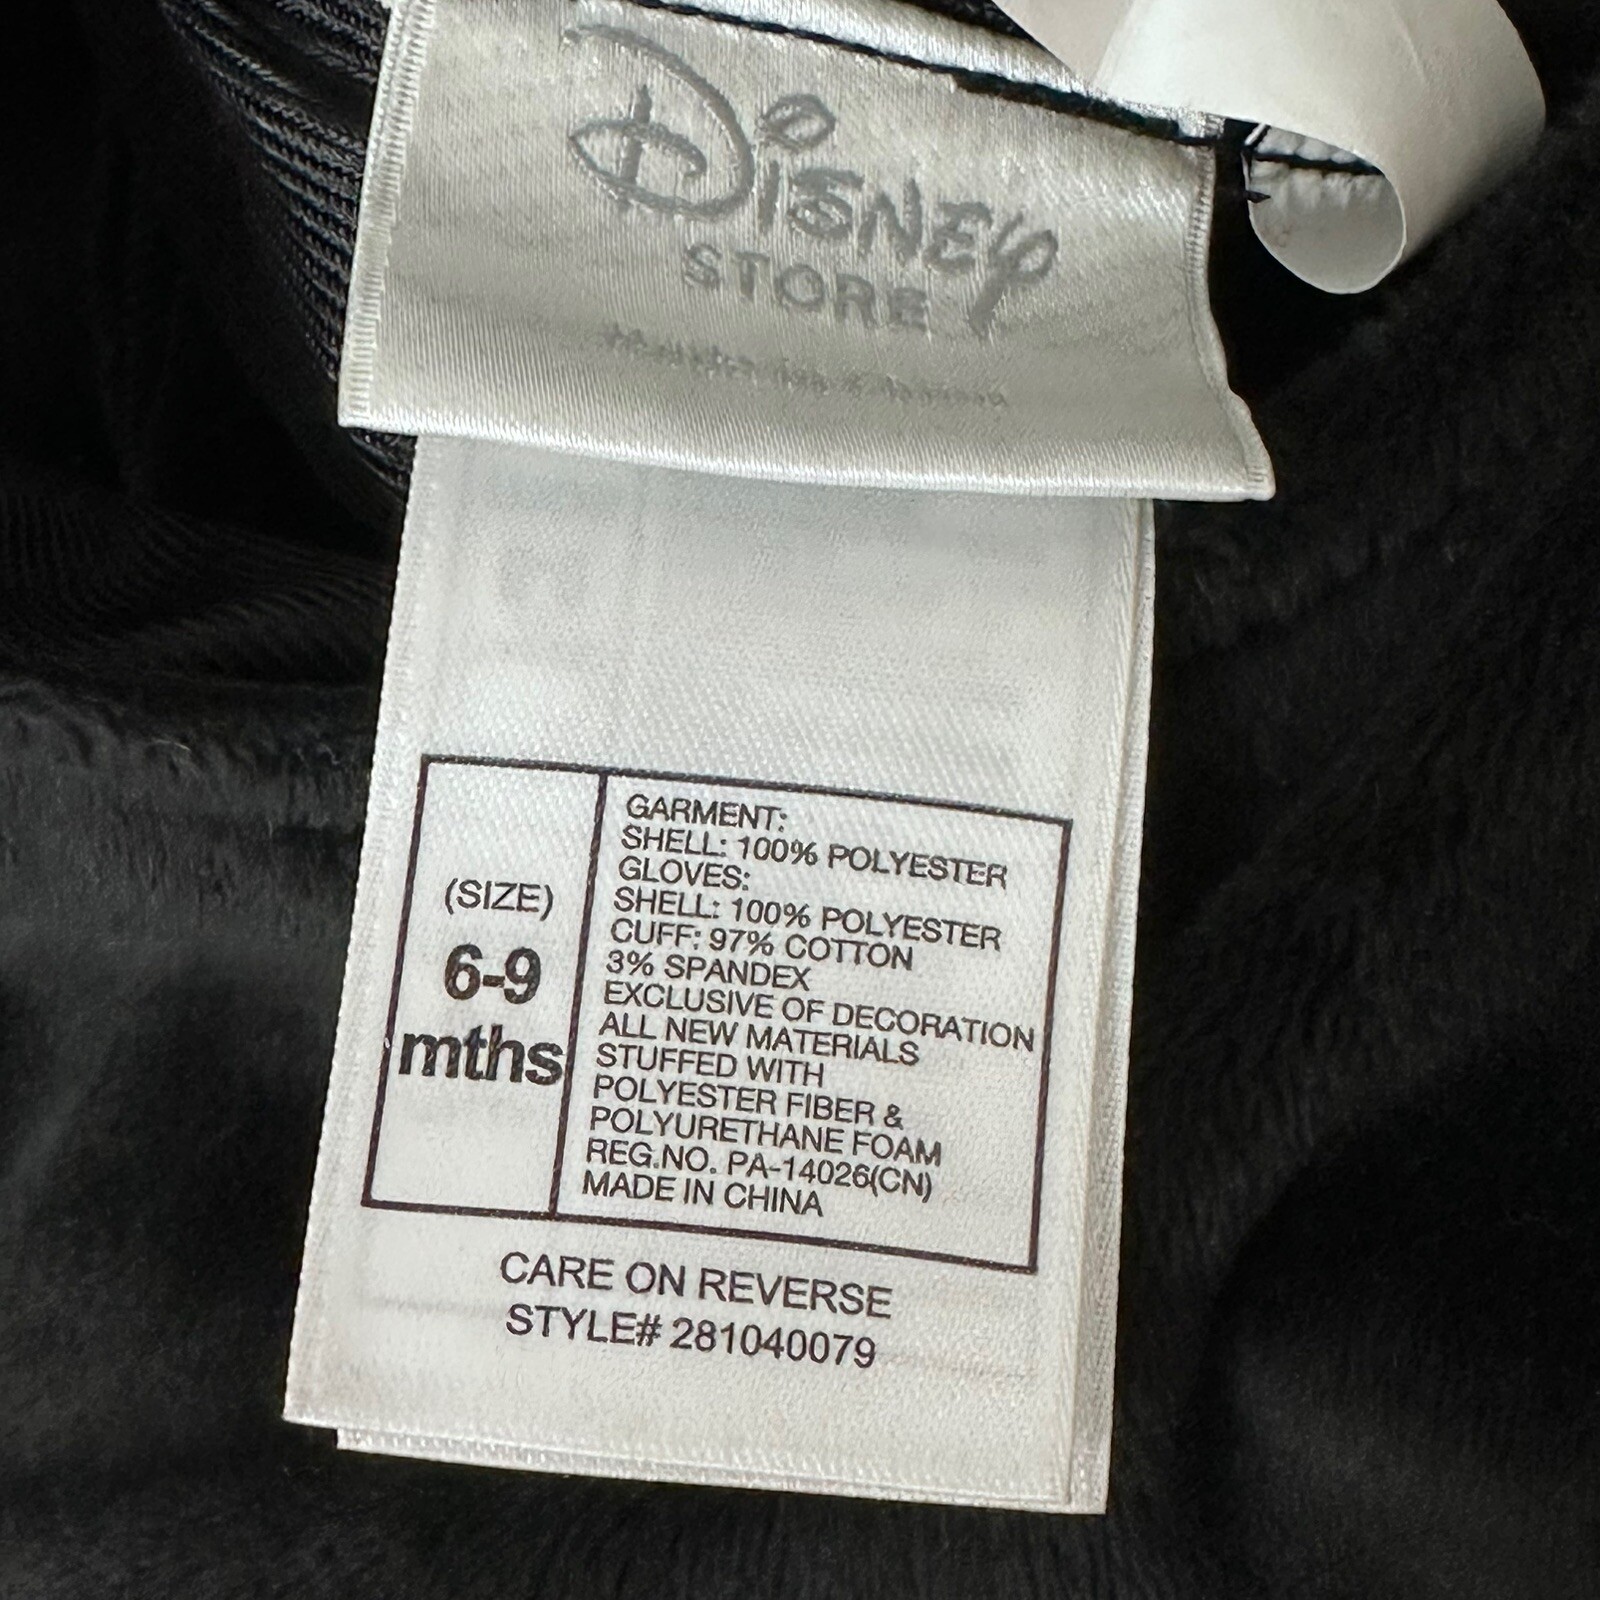 Disney
STORE
GARMENT:
SHELL: 100% POLYESTER
GLOVES:
SHELL: 100% POLYESTER
CUFF: 97% COTTON
3% SPANDEX
EXCLUSIVE OF DECORATION
ALL NEW MATERIALS
STUFFED WITH
POLYESTER FIBER &
POLYURETHANE FOAM
REG.NO. PA-14026(CN)
MADE IN CHINA
(SIZE)
6-9
mths
CARE ON REVERSE
STYLE# 281040079